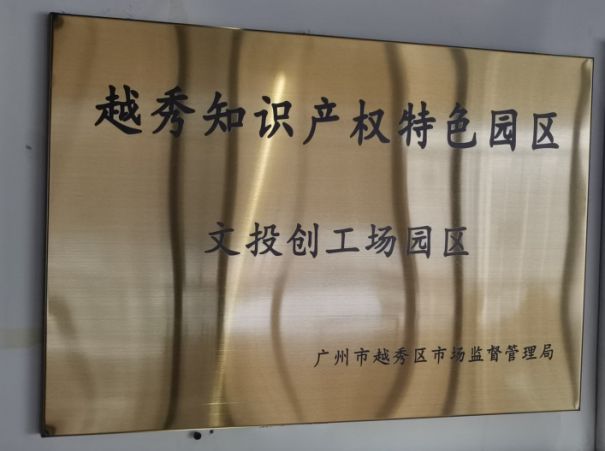 越秀知识产权特色园区
文投创工场园区
广州市越秀区市场监督管理局